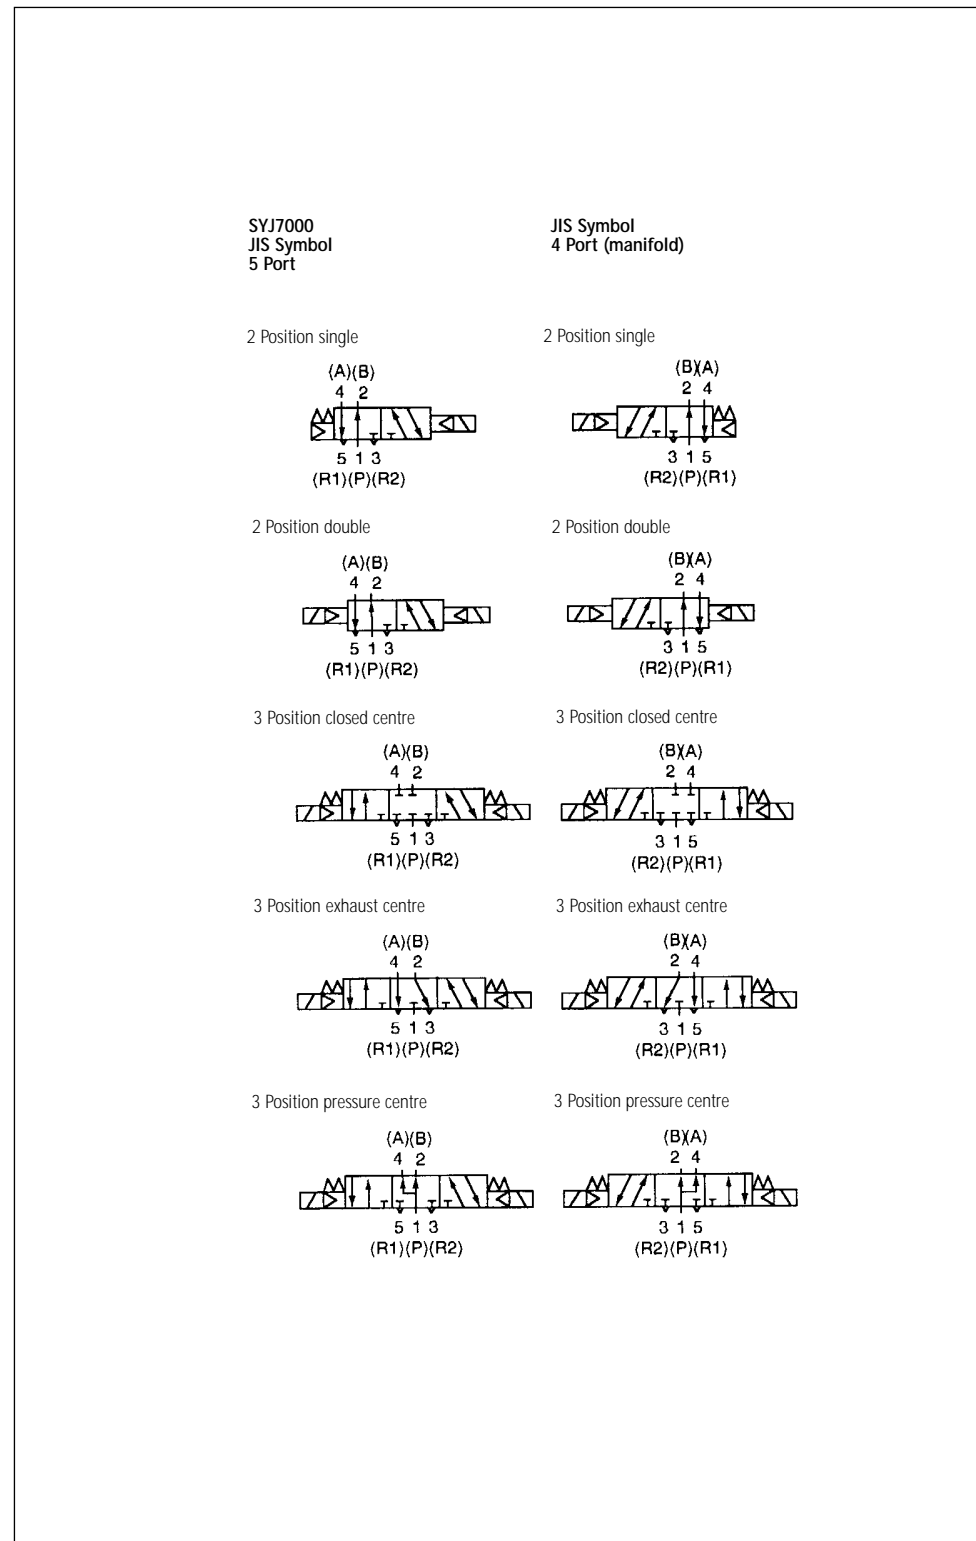 SYJ7000
JIS Symbol
5 Port
JIS Symbol
4 Port (manifold)
2 Position single
(A)(B)
4 2
5 1 3
(R1)(P)(R2)
2 Position single
(B)(A)
2 4
3 1 5
(R2)(P)(R1)
2 Position double
(A)(B)
4 2
5 1 3
(R1)(P)(R2)
2 Position double
(B)(A)
2 4
3 1 5
(R2)(P)(R1)
3 Position closed centre
(A)(B)
4 2
5 1 3
(R1)(P)(R2)
3 Position closed centre
(B)(A)
2 4
3 1 5
(R2)(P)(R1)
3 Position exhaust centre
(A)(B)
4 2
5 1 3
(R1)(P)(R2)
3 Position exhaust centre
(B)(A)
2 4
3 1 5
(R2)(P)(R1)
3 Position pressure centre
(A)(B)
4 2
5 1 3
(R1)(P)(R2)
3 Position pressure centre
(B)(A)
2 4
3 1 5
(R2)(P)(R1)